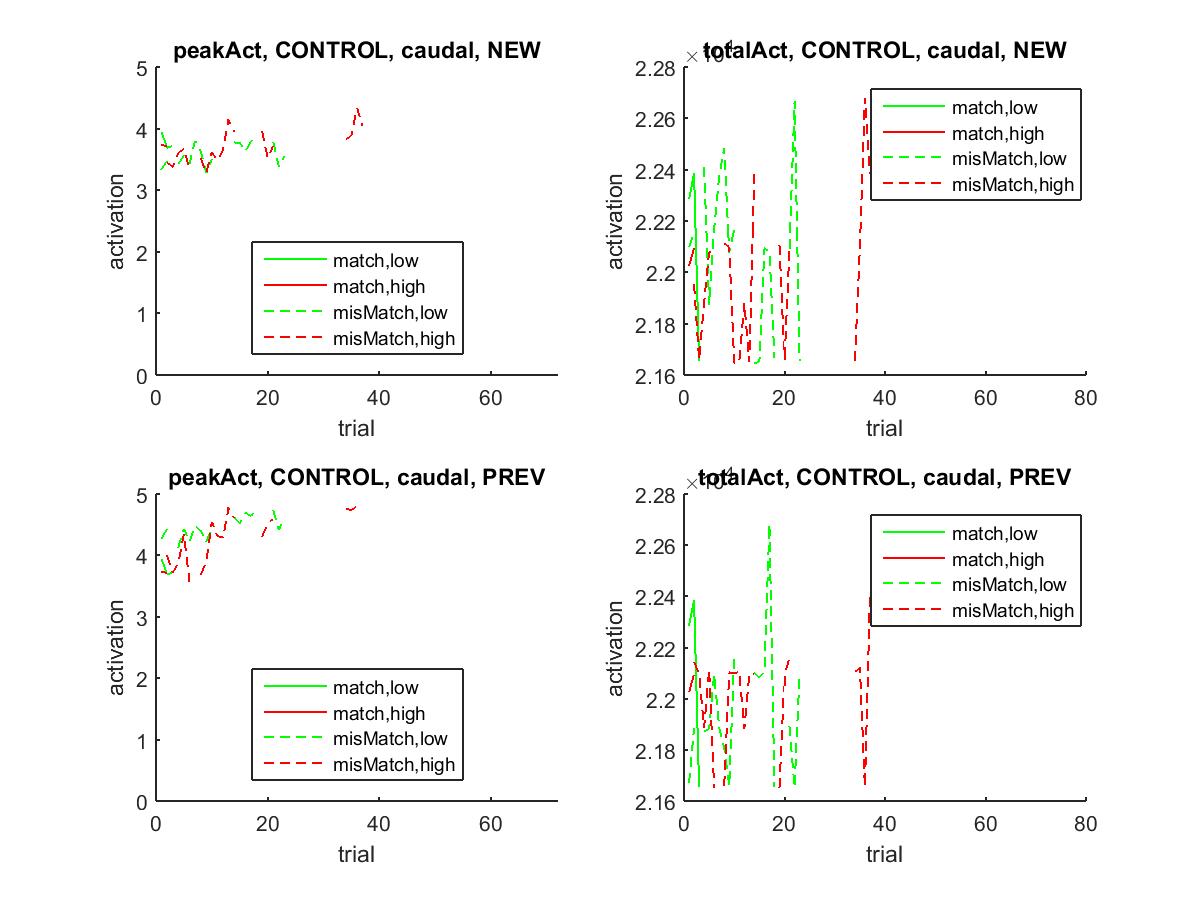 peakAct, CONTROL, caudal, NEW
5
4
3
2
1
0
activation
0 20 40 60
trial
match,low
match,high
misMatch,low
misMatch,high
totalAct, CONTROL, caudal, NEW
×10^4
2.28
2.26
2.24
2.22
2.2
2.18
2.16
activation
0 20 40 60 80
trial
match,low
match,high
misMatch,low
misMatch,high
peakAct, CONTROL, caudal, PREV
5
4
3
2
1
0
activation
0 20 40 60
trial
match,low
match,high
misMatch,low
misMatch,high
totalAct, CONTROL, caudal, PREV
×10^4
2.28
2.26
2.24
2.22
2.2
2.18
2.16
activation
0 20 40 60 80
trial
match,low
match,high
misMatch,low
misMatch,high